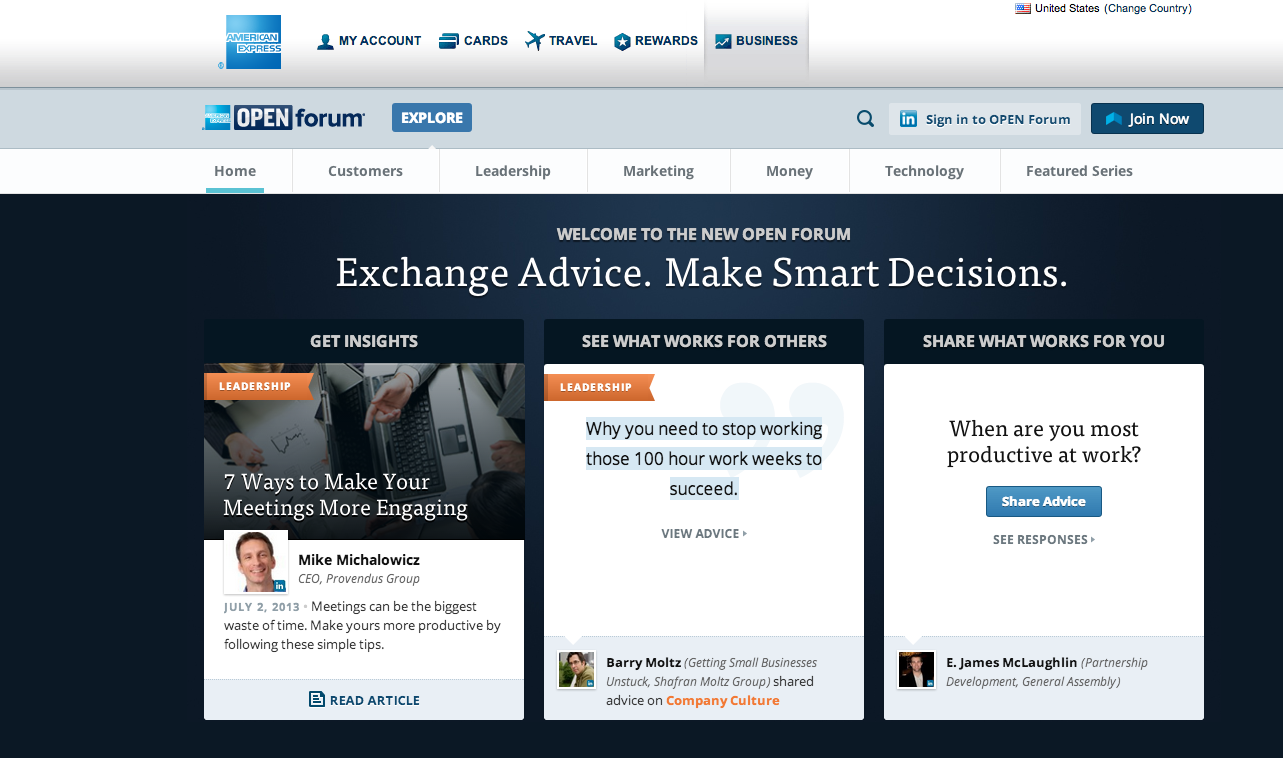 United States (Change Country)
AMERICAN
EXPRESS
®
MY ACCOUNT
CARDS
TRAVEL
REWARDS
BUSINESS
AMERICAN
EXPRESS
OPEN forum
EXPLORE
in Sign in to OPEN Forum
Join Now
Home
Customers
Leadership
Marketing
Money
Technology
Featured Series
WELCOME TO THE NEW OPEN FORUM
Exchange Advice. Make Smart Decisions.
GET INSIGHTS
LEADERSHIP
7 Ways to Make Your
Meetings More Engaging
in
Mike Michalowicz
CEO, Provendus Group
JULY 2, 2013 • Meetings can be the biggest
waste of time. Make yours more productive by
following these simple tips.
READ ARTICLE
SEE WHAT WORKS FOR OTHERS
LEADERSHIP
”
Why you need to stop working
those 100 hour work weeks to
succeed.
VIEW ADVICE
in
Barry Moltz (Getting Small Businesses
Unstuck, Shafran Moltz Group) shared
advice on Company Culture
SHARE WHAT WORKS FOR YOU
When are you most
productive at work?
Share Advice
SEE RESPONSES
in
E. James McLaughlin (Partnership
Development, General Assembly)